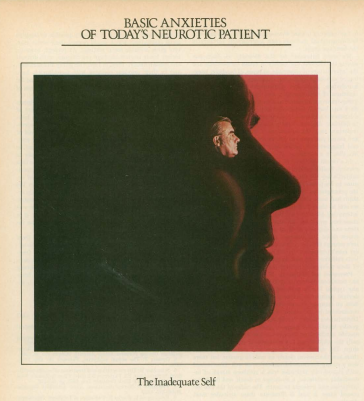 BASIC ANXIETIES
OF TODAY'S NEUROTIC PATIENT
The Inadequate Self